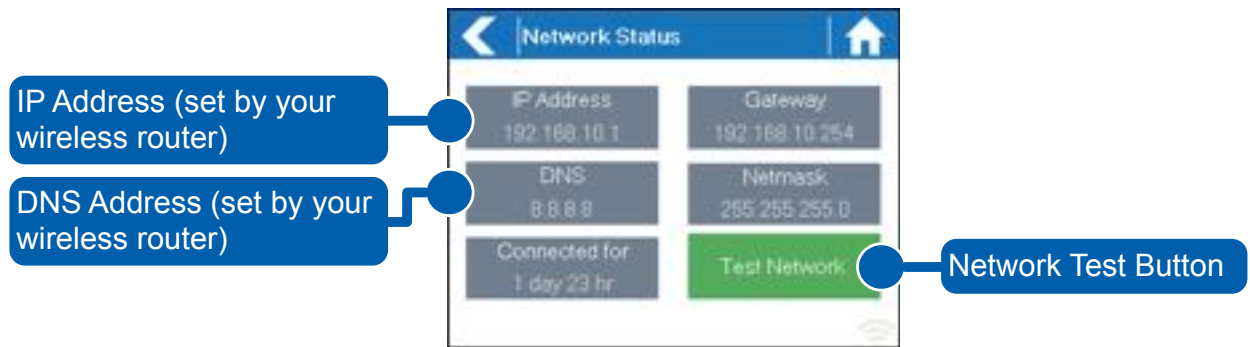 Network Status
IP Address (set by your
wireless router)
IP Address
192.168.10.1
Gateway
192.168.10.254
DNS Address (set by your
wireless router)
DNS
8.8.8.8
Netmask
255.255.255.0
Connected for
1 day 23 hr
Test Network
Network Test Button